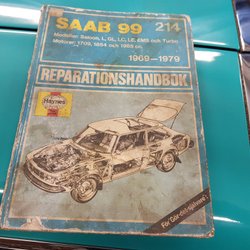 SAAB 99 214
Modeller: Saloon, L, GL, LC, LE, EMS och Turbo
Motorer: 1709, 1854 och 1985 cc
1969–1979
REPARATIONSHANDBOK
Haynes
För Gör-det-självare